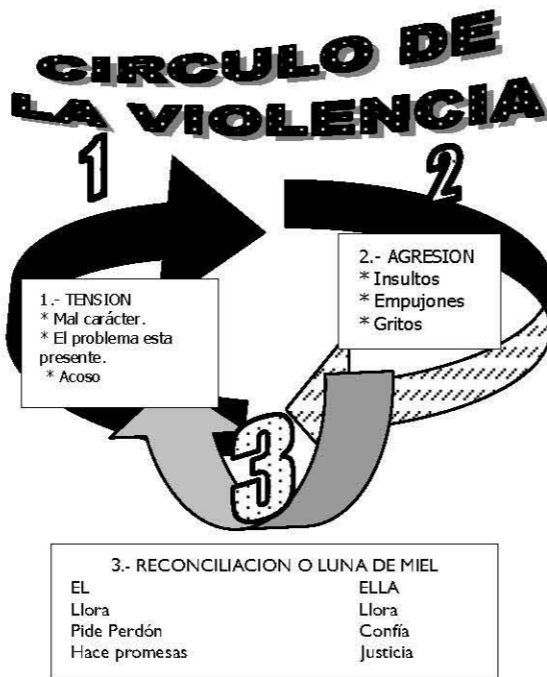 CIRCULO DE
LA VIOLENCIA
1
2
1.- TENSION
* Mal carácter.
* El problema esta
presente.
* Acoso
2.- AGRESION
* Insultos
* Empujones
* Gritos
3
3.- RECONCILIACION O LUNA DE MIEL
EL ELLA
Llora Llora
Pide Perdón Confía
Hace promesas Justicia